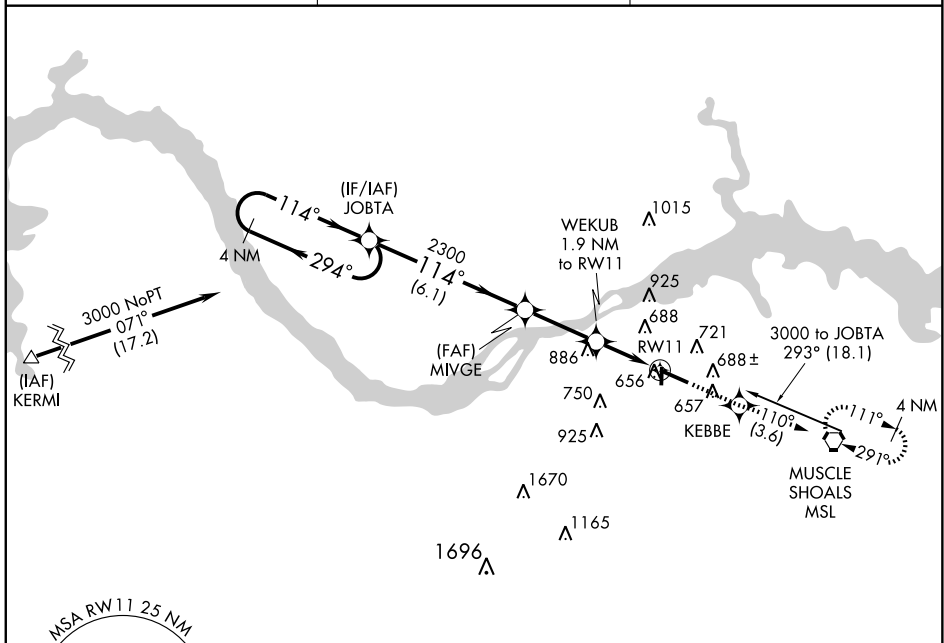 (IF/IAF)
JOBTA
114°
294°
4 NM
2300
114°
(6.1)
WEKUB
1.9 NM
to RW11
1015
925
688
RW11
721
688±
3000 to JOBTA
293° (18.1)
3000 NoPT
071°
(17.2)
(IAF)
KERMI
(FAF)
MIVGE
886
656
750
657
925
KEBBE
110°
(3.6)
111°
4 NM
291°
MUSCLE
SHOALS
MSL
1670
1165
1696
MSA RW11 25 NM